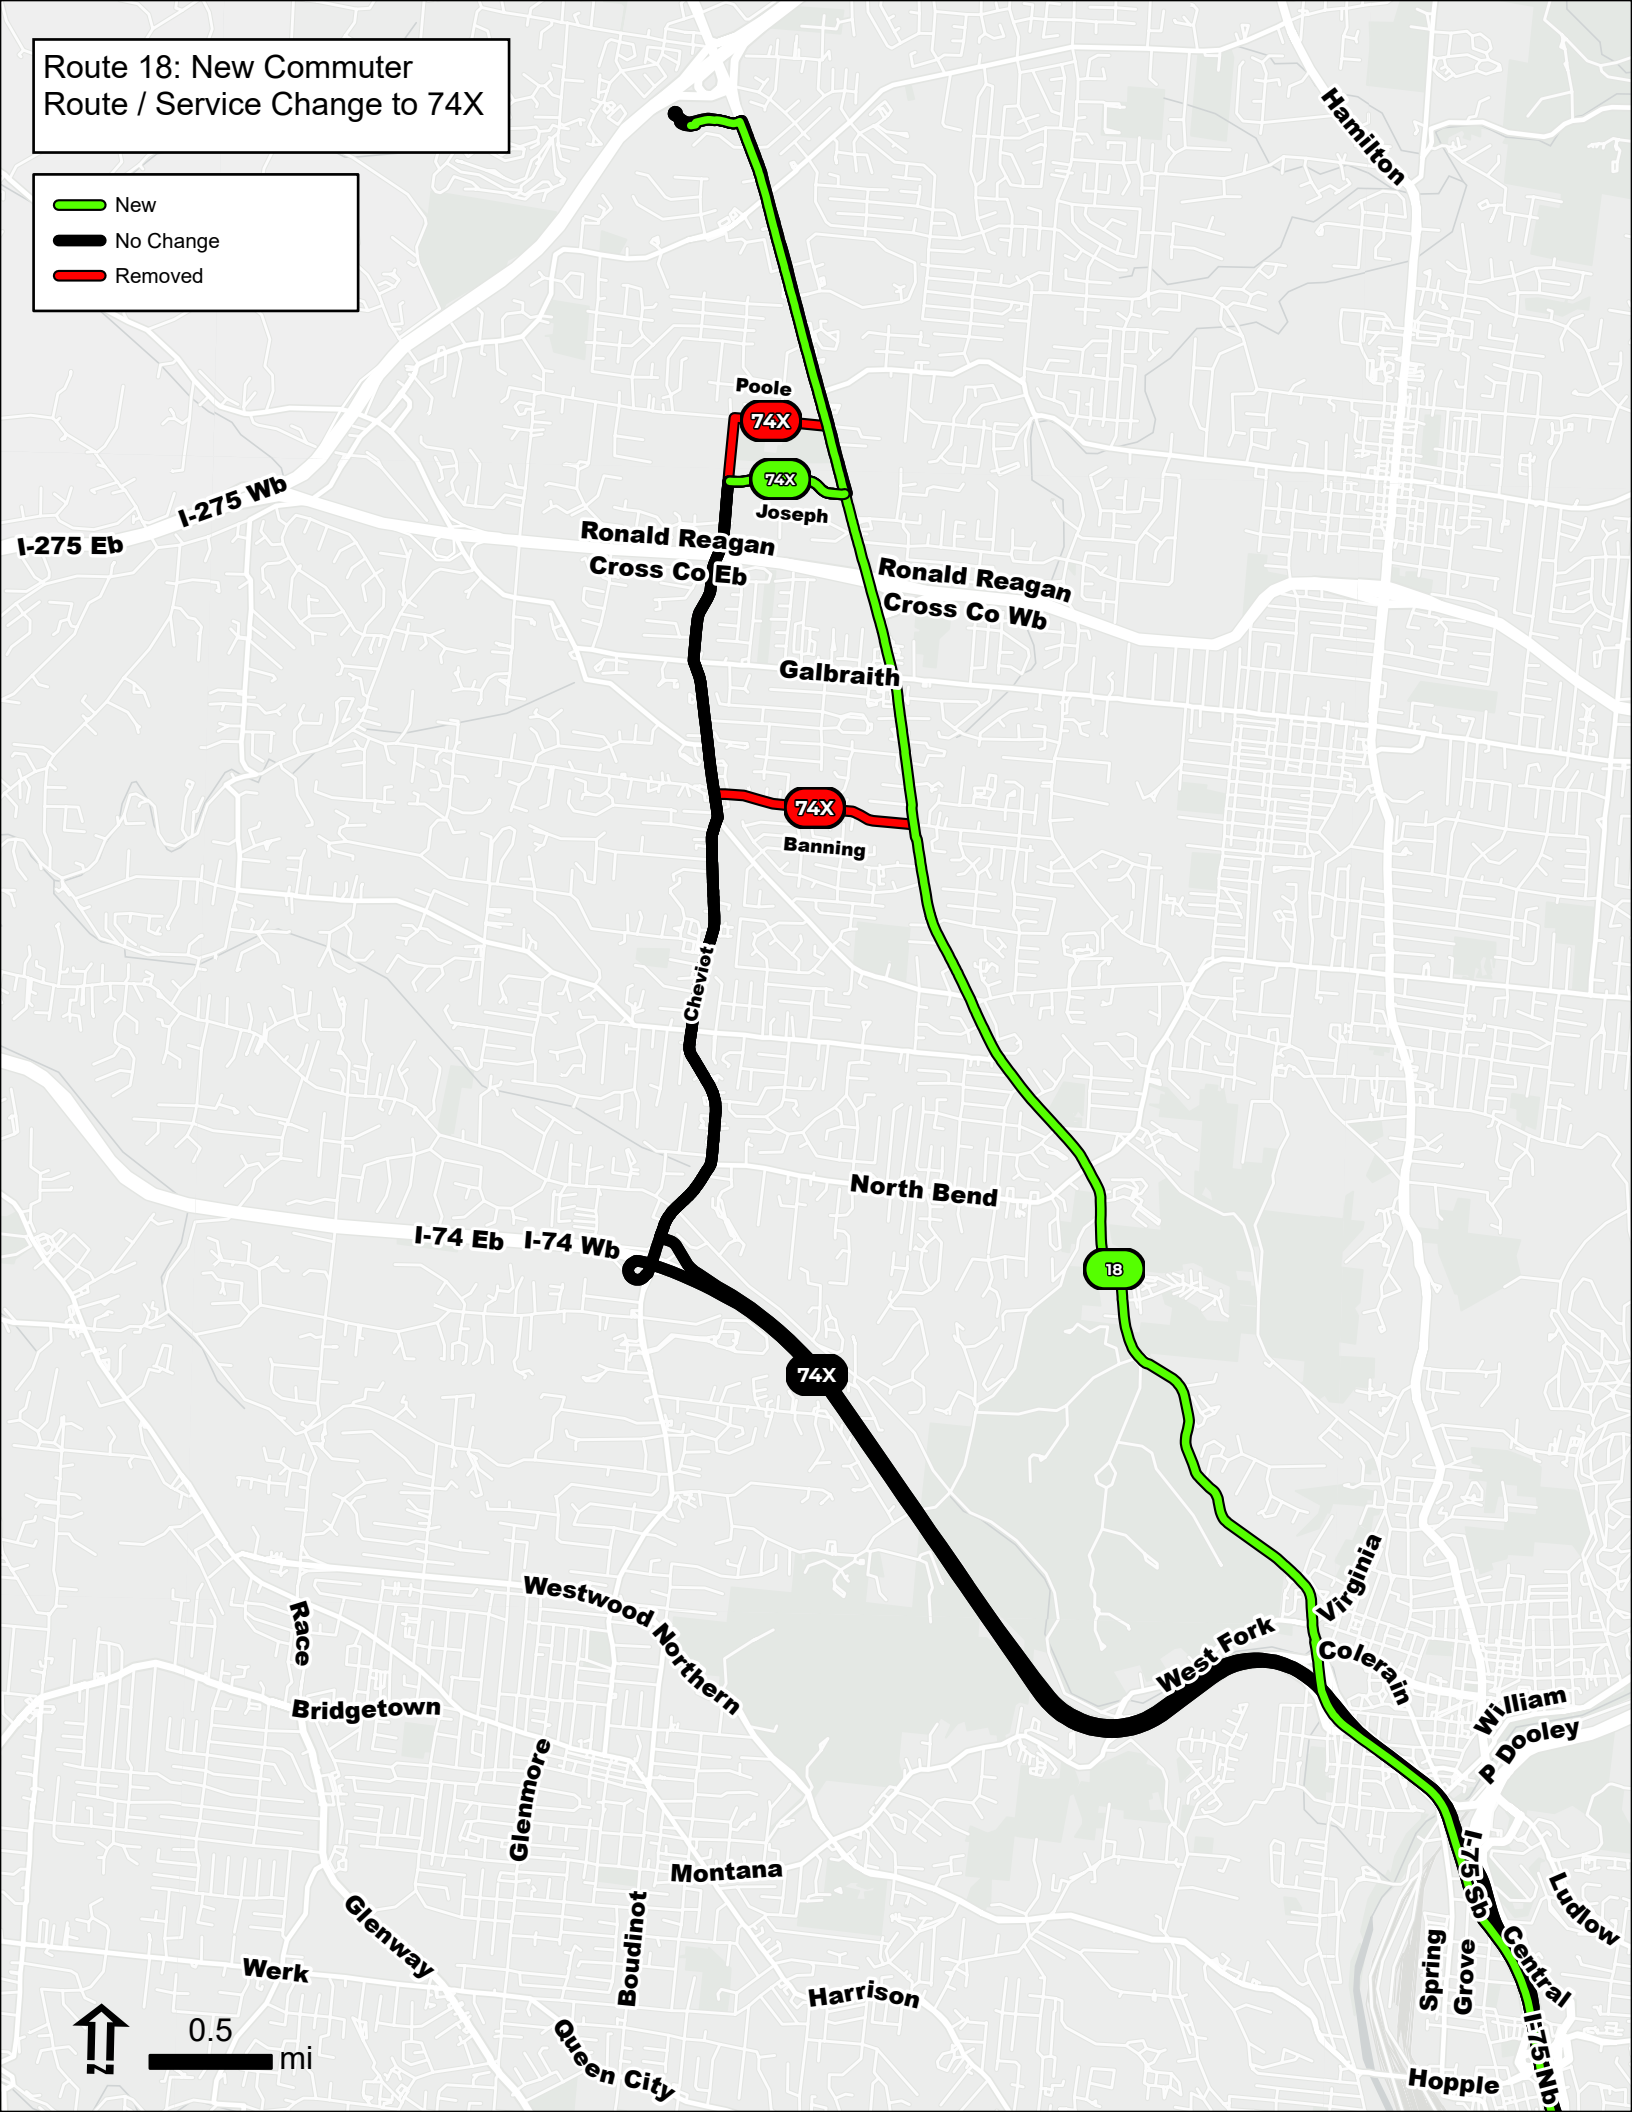 Route 18: New Commuter
Route / Service Change to 74X
New
No Change
Removed
Hamilton
Poole
74X
74X
Joseph
I-275 Wb
I-275 Eb
Ronald Reagan
Cross Co Eb
Ronald Reagan
Cross Co Wb
Galbraith
74X
Banning
Cheviot
North Bend
I-74 Eb
I-74 Wb
18
74X
Virginia
West Fork
Colerain
Westwood Northern
Race
Bridgetown
William
P Dooley
Glenmore
I-75 Sb
Montana
Ludlow
Boudinot
Glenway
Spring
Grove
Central
Werk
Harrison
I-75 Nb
Queen City
Hopple
N
0.5
mi